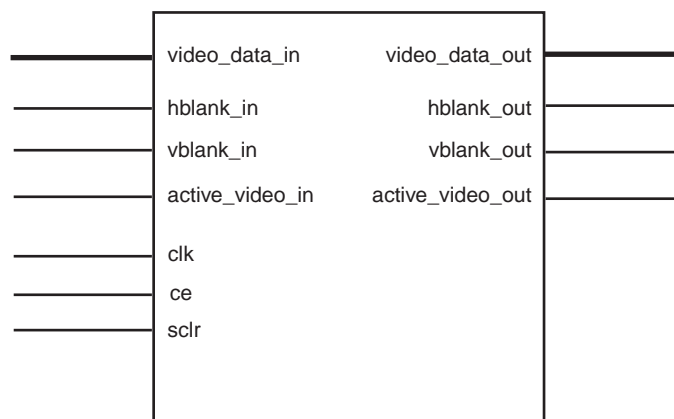 video_data_in video_data_out
hblank_in hblank_out
vblank_in vblank_out
active_video_in active_video_out
clk
ce
sclr